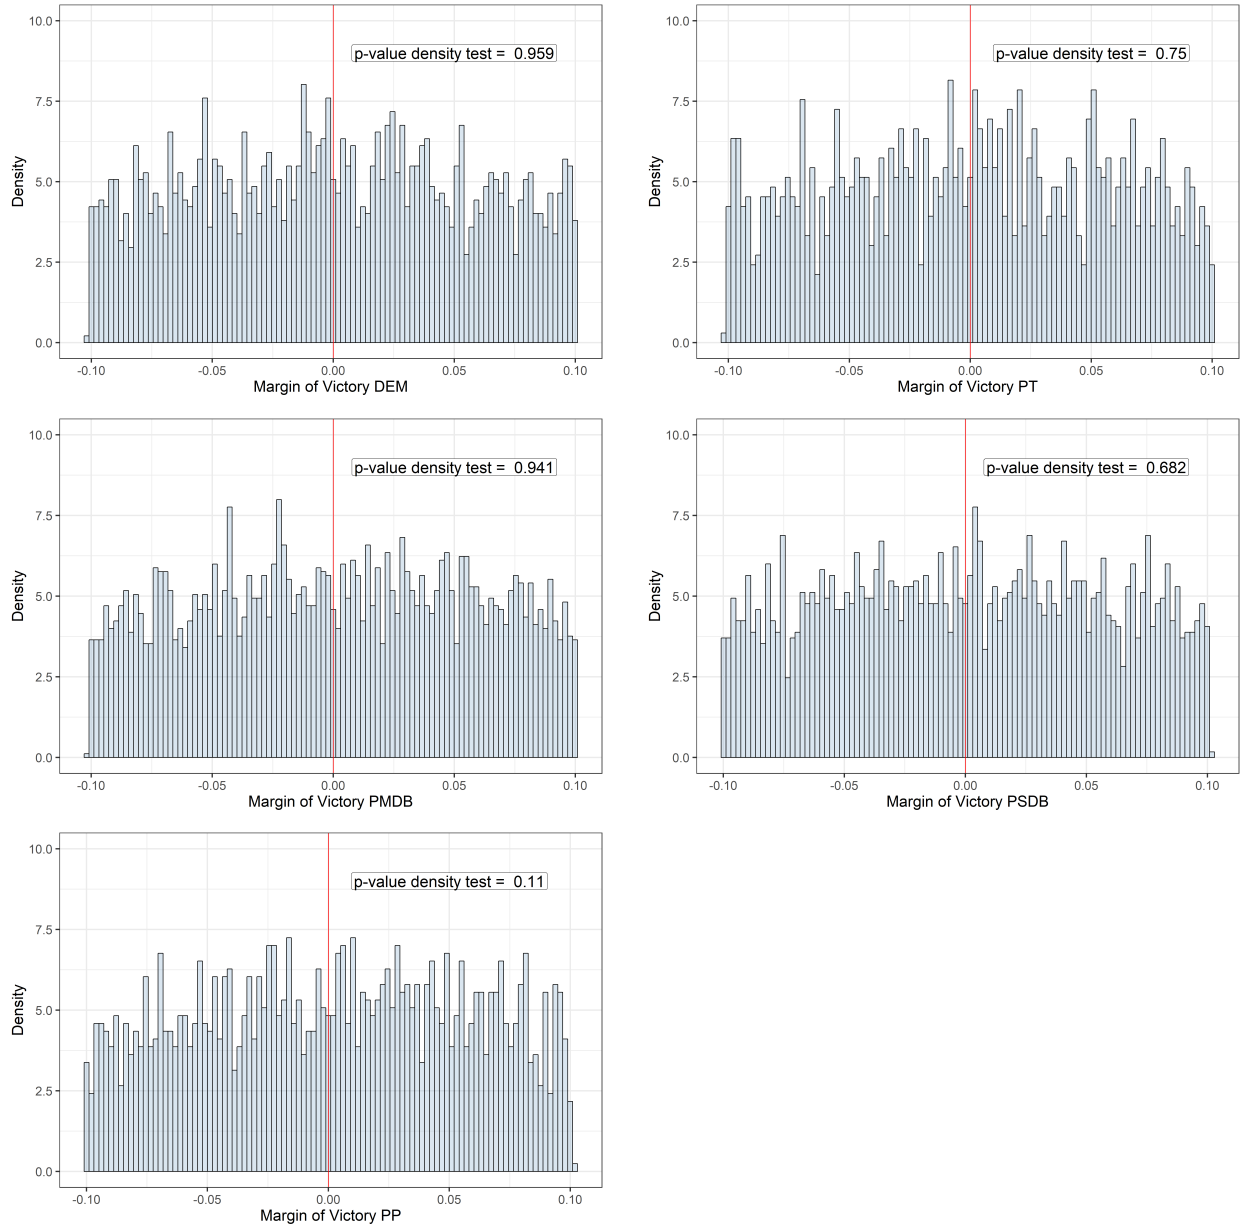 10.0
7.5
5.0
2.5
0.0
Density
p-value density test = 0.959
-0.10 -0.05 0.00 0.05 0.10
Margin of Victory DEM
10.0
7.5
5.0
2.5
0.0
Density
p-value density test = 0.75
-0.10 -0.05 0.00 0.05 0.10
Margin of Victory PT
10.0
7.5
5.0
2.5
0.0
Density
p-value density test = 0.941
-0.10 -0.05 0.00 0.05 0.10
Margin of Victory PMDB
10.0
7.5
5.0
2.5
0.0
Density
p-value density test = 0.682
-0.10 -0.05 0.00 0.05 0.10
Margin of Victory PSDB
10.0
7.5
5.0
2.5
0.0
Density
p-value density test = 0.11
-0.10 -0.05 0.00 0.05 0.10
Margin of Victory PP